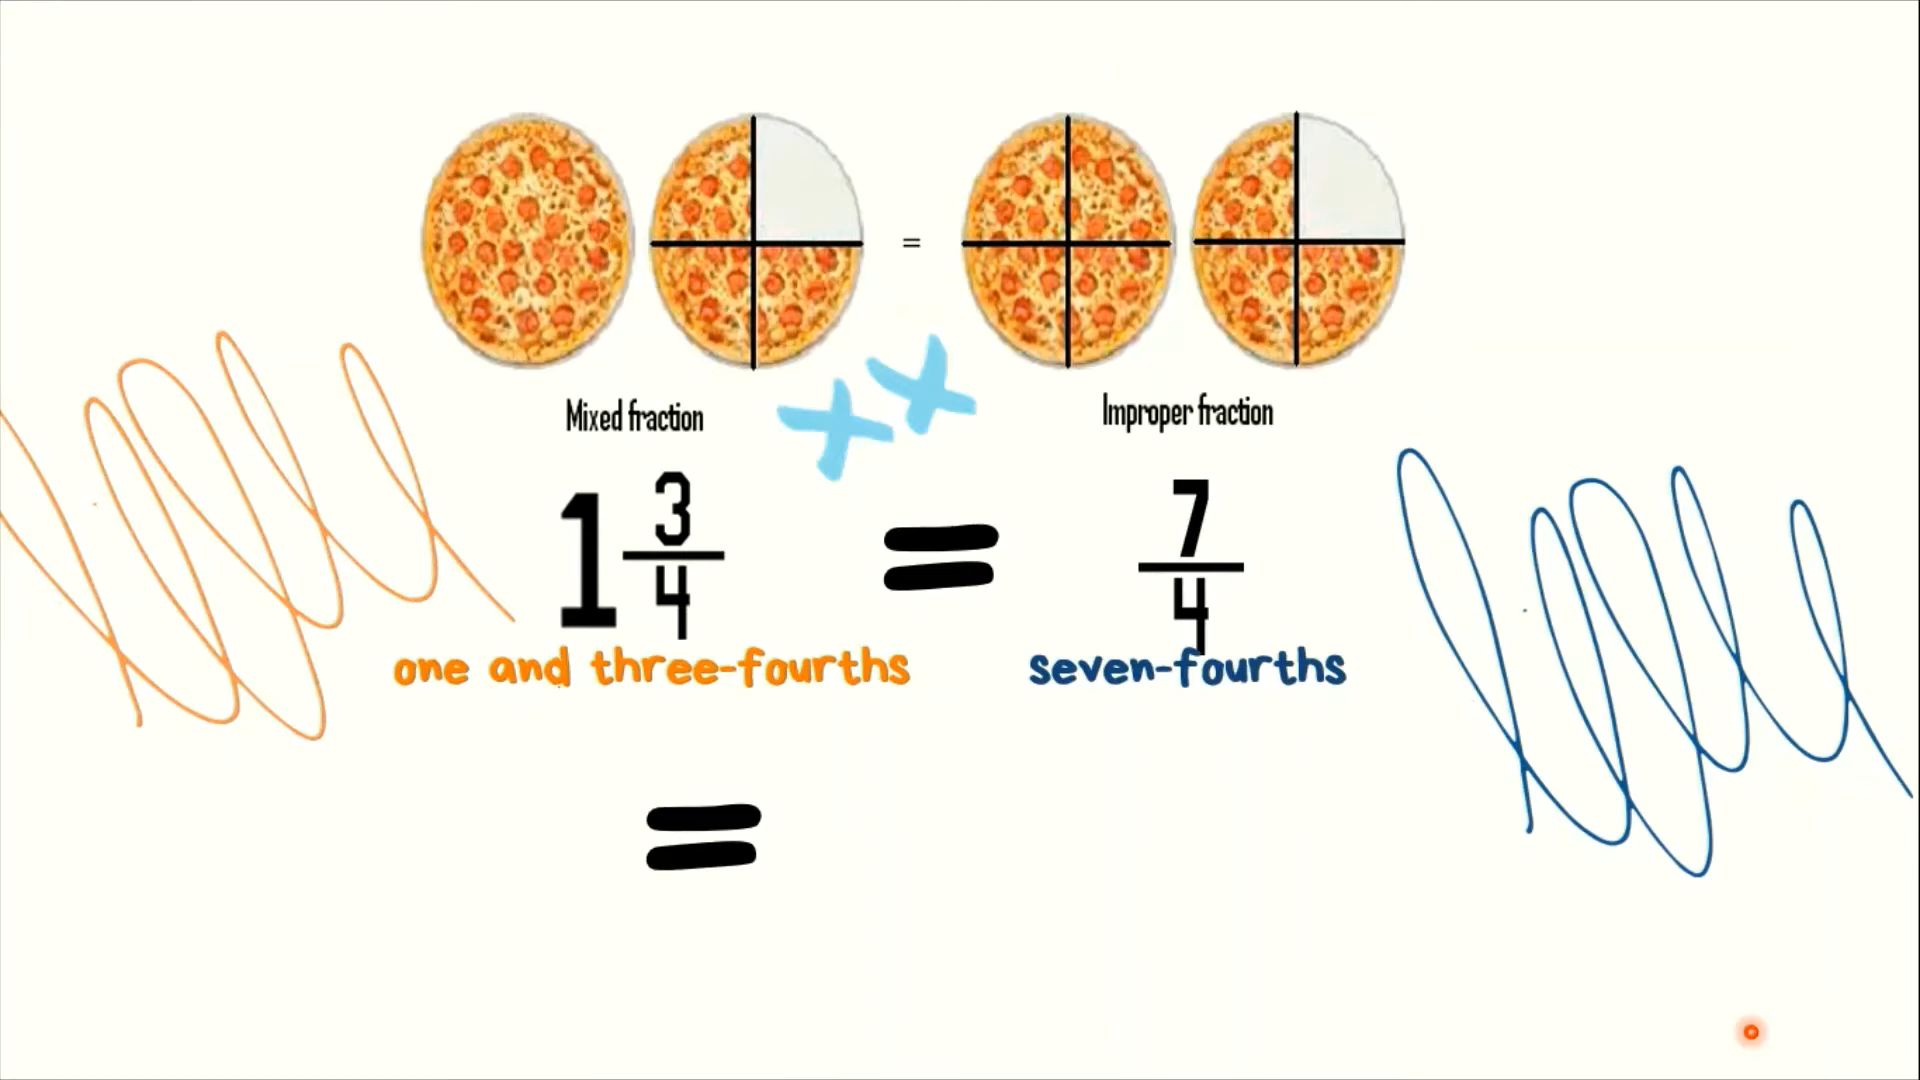 =
Mixed fraction
Improper fraction
1 3/4 = 7/4
one and three-fourths
seven-fourths
=